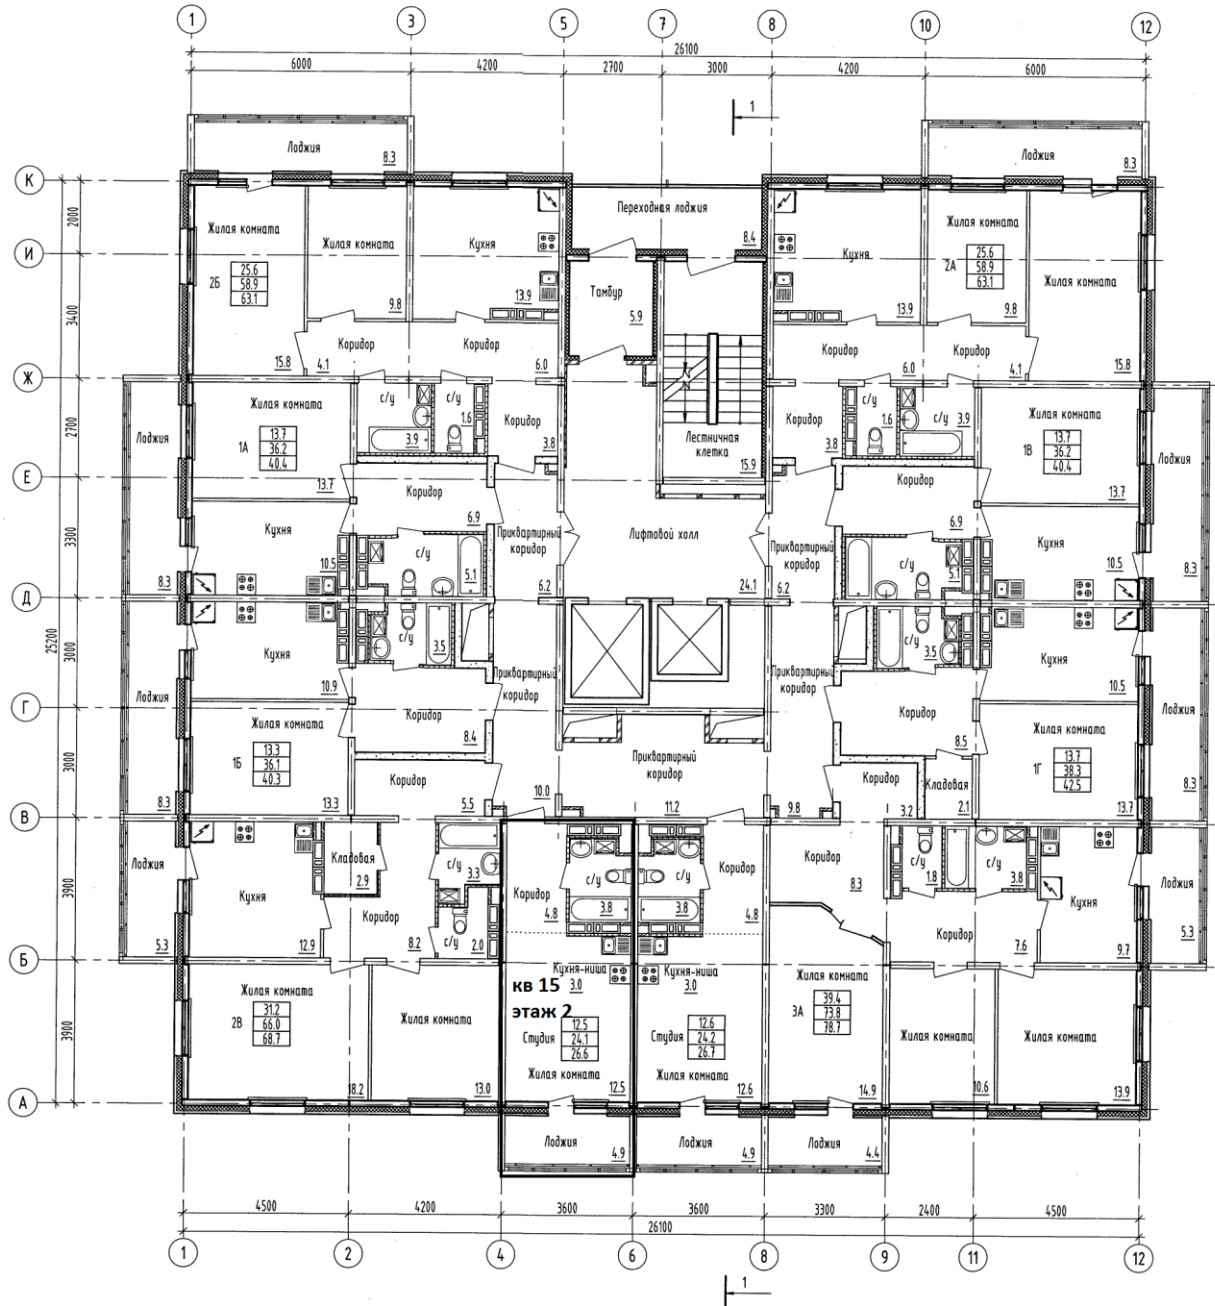 1 3 5 7 8 10 12
26100
6000 4200 2700 3000 4200 6000
1
Лоджия 8.3
Лоджия 8.3
К
Переходная лоджия
8.4
2000
Жилая комната
Жилая комната
Кухня
Кухня
Жилая комната
Жилая комната
И
2Б
25.6
58.9
63.1
2А
25.6
58.9
63.1
Тамбур
5.9
9.8
13.9
13.9
9.8
3400
Коридор
Коридор
Коридор
Коридор
15.8
4.1
6.0
6.0
4.1
15.8
Ж
Жилая комната
с/у
1.6
Коридор
Коридор
с/у
1.6
с/у
Жилая комната
2700
Лоджия
1А
13.7
36.2
40.4
3.9
3.8
Лестничная
клетка
15.9
3.8
3.9
1В
13.7
36.2
40.4
Лоджия
Е
13.7
Коридор
6.9
Коридор
6.9
13.7
3300
Кухня
10.5
с/у
5.1
Приквартирный
коридор
6.2
Лифтовой холл
24.1
Приквартирный
коридор
6.2
с/у
5.1
Кухня
10.5
8.3
8.3
Д
25200
3000
Кухня
10.9
с/у
3.5
Приквартирный
коридор
Приквартирный
коридор
с/у
3.5
Кухня
10.5
Лоджия
Лоджия
Г
Жилая комната
Коридор
8.4
Коридор
8.5
Жилая комната
3000
1Б
13.3
36.1
40.3
Приквартирный
коридор
1Г
13.7
38.3
42.5
8.3
13.3
Коридор
5.5
10.0
11.2
9.8
Коридор
3.2
Кладовая
2.1
13.7
8.3
В
Лоджия
Кладовая
2.9
с/у
3.3
Коридор
4.8
с/у
3.8
с/у
3.8
Коридор
4.8
Коридор
8.3
с/у
1.8
с/у
3.8
Лоджия
3900
Кухня
Коридор
8.2
с/у
2.0
Коридор
7.6
Кухня
5.3
12.9
9.7
5.3
Б
Кухня-ниша
3.0
Кухня-ниша
3.0
кв 15
этаж 2
Жилая комната
2В
31.2
66.0
68.7
Жилая комната
Студия
12.5
24.1
26.6
Студия
12.6
24.2
26.7
3А
39.4
73.8
78.7
Жилая комната
Жилая комната
3900
Жилая комната
Жилая комната
Жилая комната
18.2
13.0
12.5
12.6
14.9
10.6
13.9
А
Лоджия
4.9
Лоджия
4.9
Лоджия
4.4
4500 4200 3600 3600 3300 2400 4500
26100
1 2 4 6 8 9 11 12
1